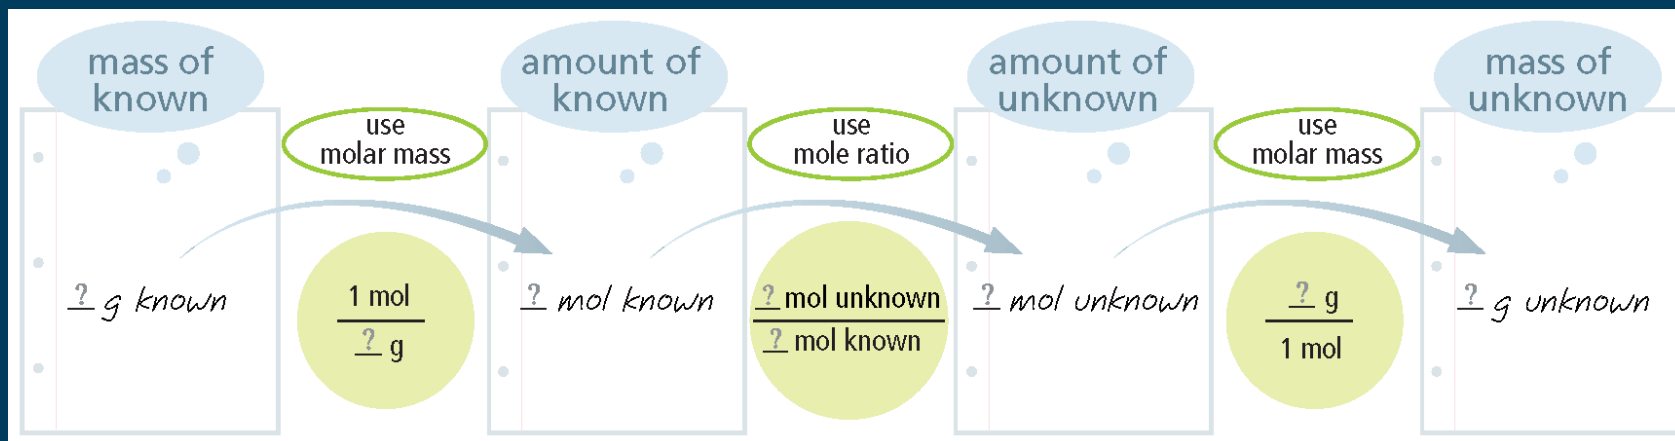 mass of
known
use
molar mass
amount of
known
use
mole ratio
amount of
unknown
use
molar mass
mass of
unknown
? g known
1 mol
? g
? mol known
? mol unknown
? mol known
? mol unknown
? g
1 mol
? g unknown